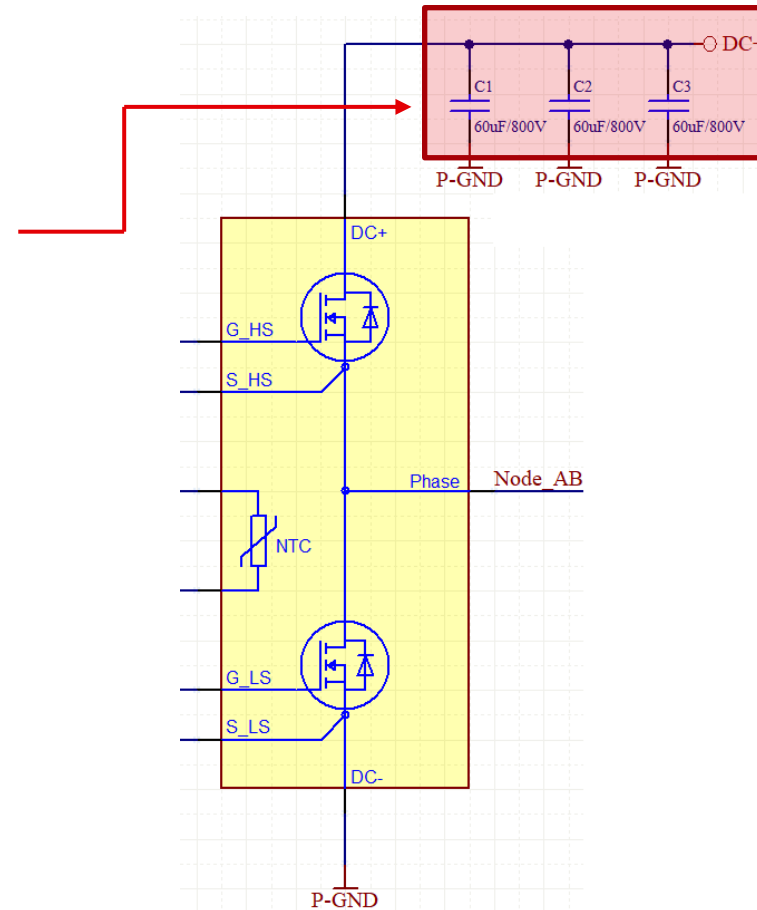 DC+
C1
C2
C3
60uF/800V
60uF/800V
60uF/800V
P-GND
P-GND
P-GND
DC+
G_HS
S_HS
Phase
Node_AB
NTC
G_LS
S_LS
DC-
P-GND